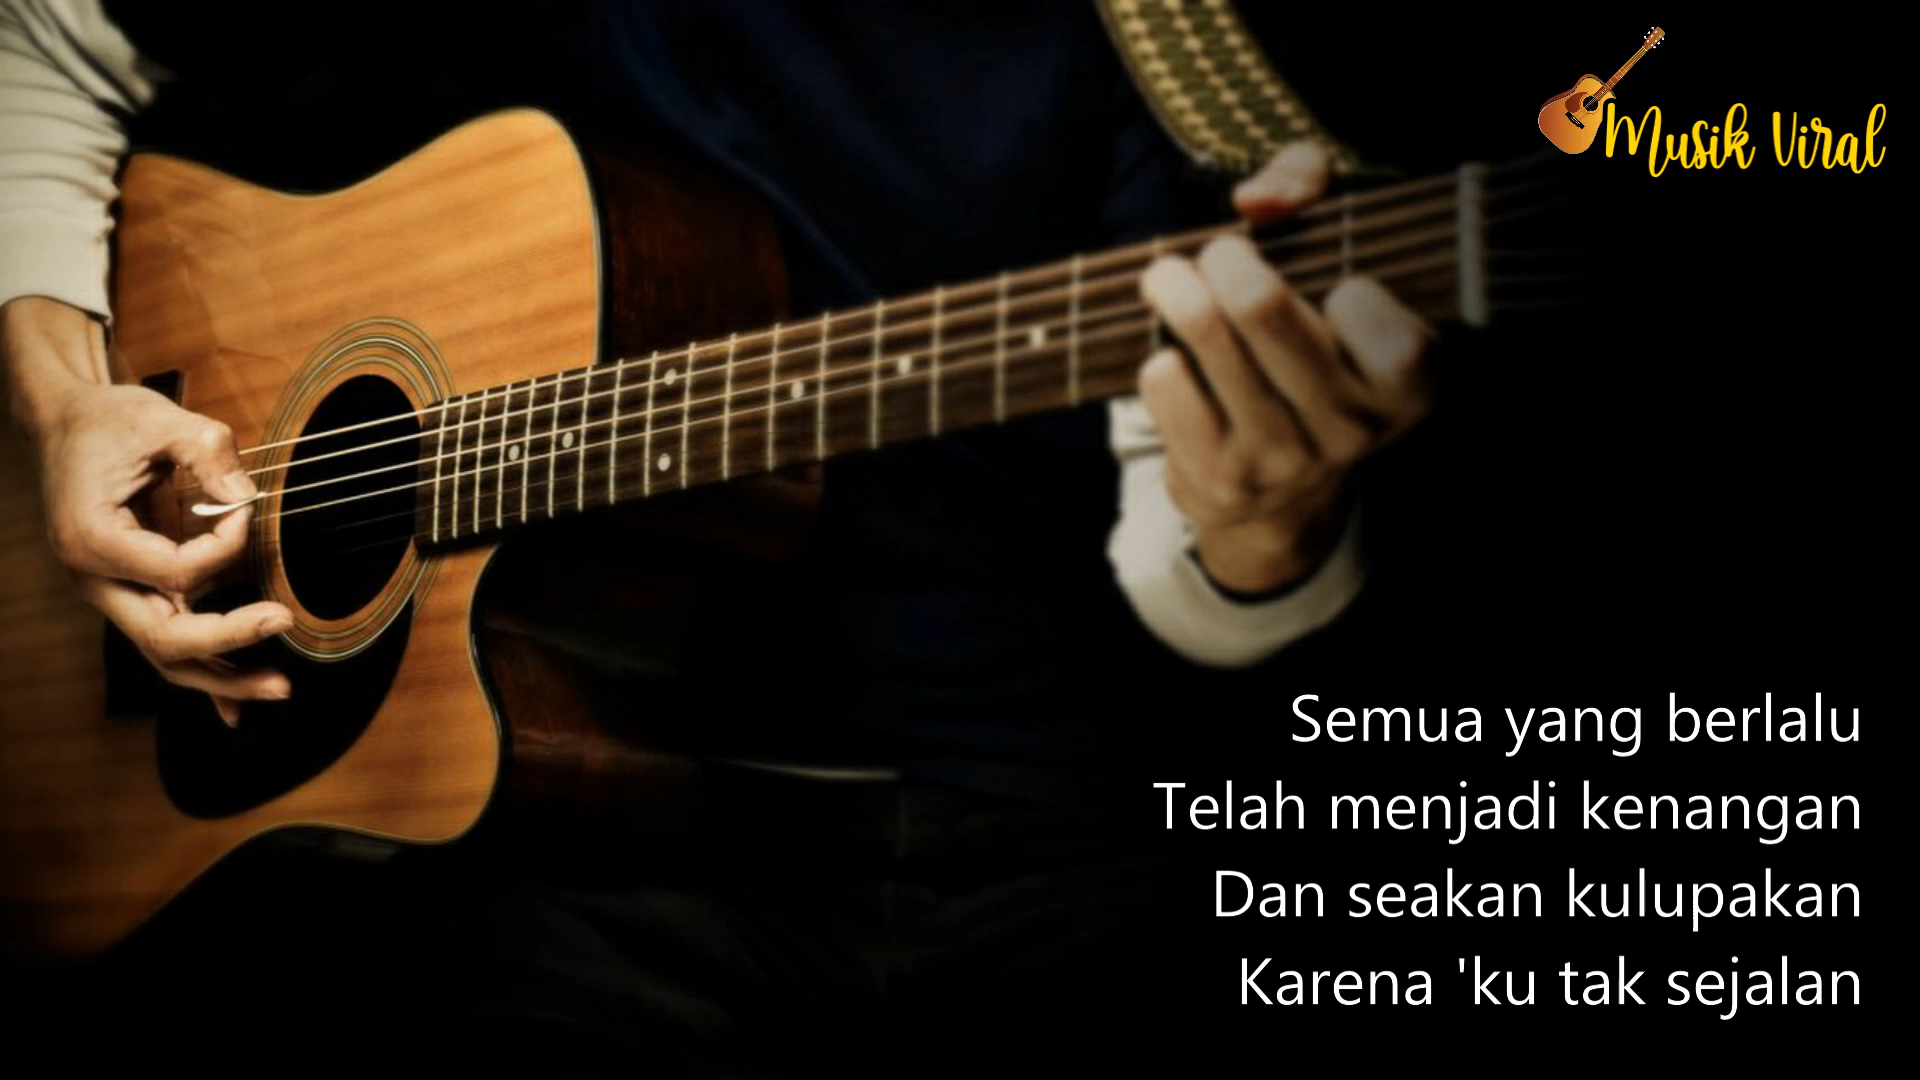 Musik Viral
Semua yang berlalu
Telah menjadi kenangan
Dan seakan kulupakan
Karena 'ku tak sejalan